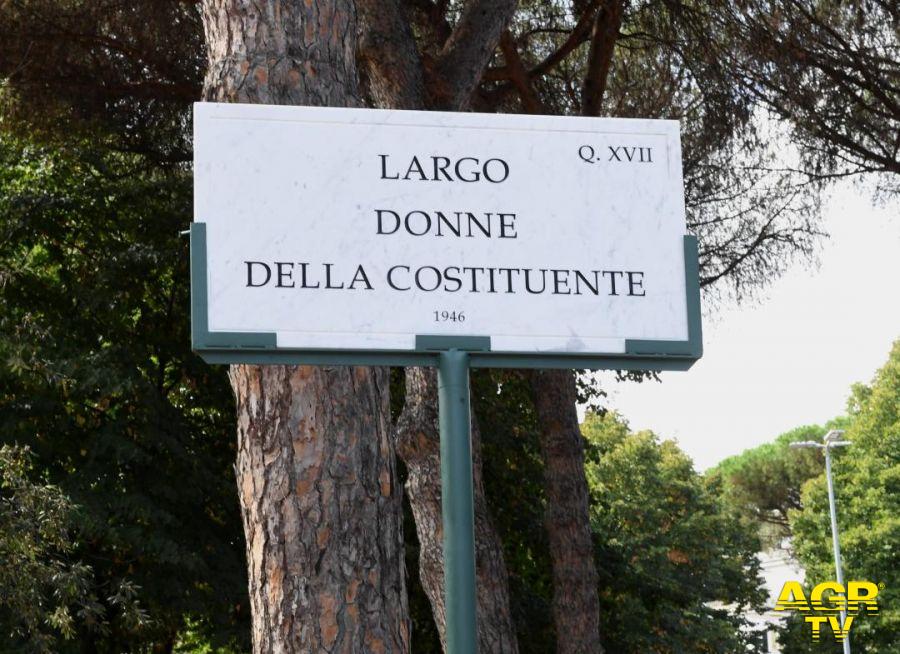 Q. XVII
LARGO
DONNE
DELLA COSTITUENTE
1946
AGR
TV